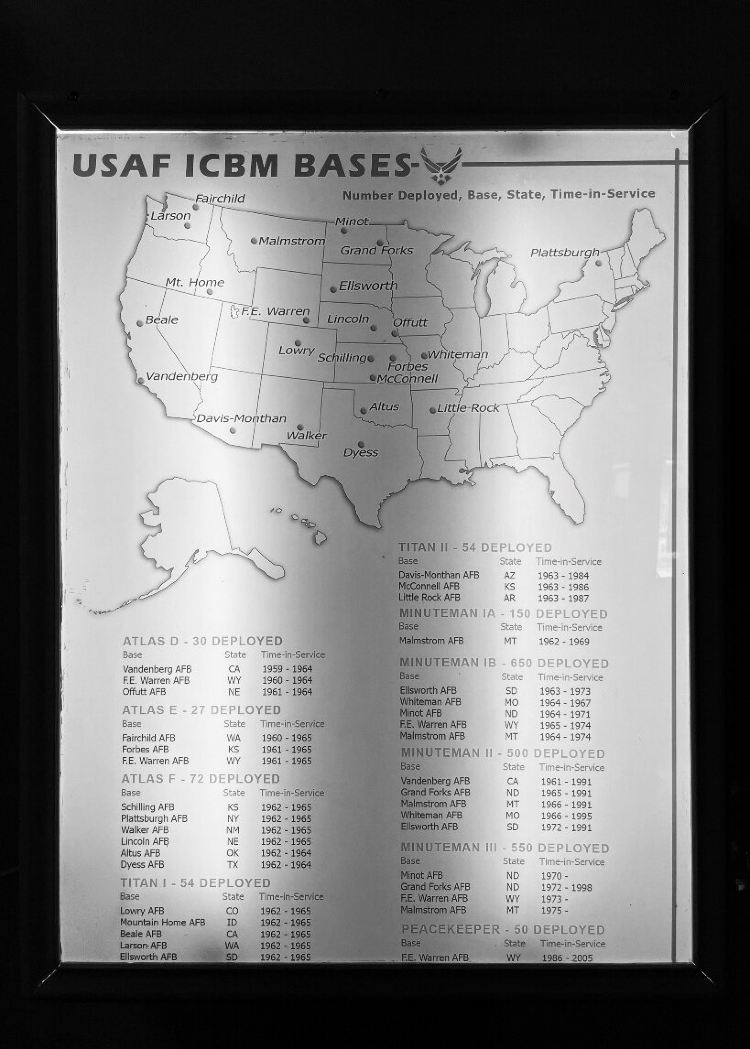 USAF ICBM BASES
Number Deployed, Base, State, Time-in-Service
Fairchild
Larson
Minot
Malmstrom
Grand Forks
Plattsburgh
Mt. Home
Ellsworth
F.E. Warren
Beale
Lincoln
Offutt
Lowry
Schilling
Whiteman
Forbes
McConnell
Vandenberg
Altus
Little Rock
Davis-Monthan
Walker
Dyess
ATLAS D - 30 DEPLOYED
Base State Time-in-Service
Vandenberg AFB CA 1959 - 1964
F.E. Warren AFB WY 1960 - 1964
Offutt AFB NE 1961 - 1964
ATLAS E - 27 DEPLOYED
Base State Time-in-Service
Fairchild AFB WA 1960 - 1965
Forbes AFB KS 1961 - 1965
F.E. Warren AFB WY 1961 - 1965
ATLAS F - 72 DEPLOYED
Base State Time-in-Service
Schilling AFB KS 1962 - 1965
Plattsburg AFB NY 1962 - 1965
Walker AFB NM 1962 - 1965
Lincoln AFB NE 1962 - 1965
Altus AFB OK 1962 - 1964
Dyess AFB TX 1962 - 1964
TITAN I - 54 DEPLOYED
Base State Time-in-Service
Lowry AFB CO 1962 - 1965
Mountain Home AFB ID 1962 - 1965
Beale AFB CA 1962 - 1965
Larson AFB WA 1962 - 1965
Ellsworth AFB SD 1962 - 1965
TITAN II - 54 DEPLOYED
Base State Time-in-Service
Davis-Monthan AFB AZ 1963 - 1984
McConnell AFB KS 1963 - 1986
Little Rock AFB AR 1963 - 1987
MINUTEMAN IA - 150 DEPLOYED
Base State Time-in-Service
Malmstrom AFB MT 1962 - 1969
MINUTEMAN IB - 650 DEPLOYED
Base State Time-in-Service
Ellsworth AFB SD 1963 - 1973
Whiteman AFB MO 1964 - 1967
Minot AFB ND 1964 - 1971
F.E. Warren AFB WY 1965 - 1974
Malmstrom AFB MT 1964 - 1974
MINUTEMAN II - 500 DEPLOYED
Base State Time-in-Service
Vandenberg AFB CA 1961 - 1991
Grand Forks AFB ND 1965 - 1991
Malmstrom AFB MT 1966 - 1991
Whiteman AFB MO 1966 - 1995
Ellsworth AFB SD 1972 - 1991
MINUTEMAN III - 550 DEPLOYED
Base State Time-in-Service
Minot AFB ND 1970 -
Grand Forks AFB ND 1972 - 1998
F.E. Warren AFB WY 1973 -
Malmstrom AFB MT 1975 -
PEACEKEEPER - 50 DEPLOYED
Base State Time-in-Service
F.E. Warren AFB WY 1986 - 2005